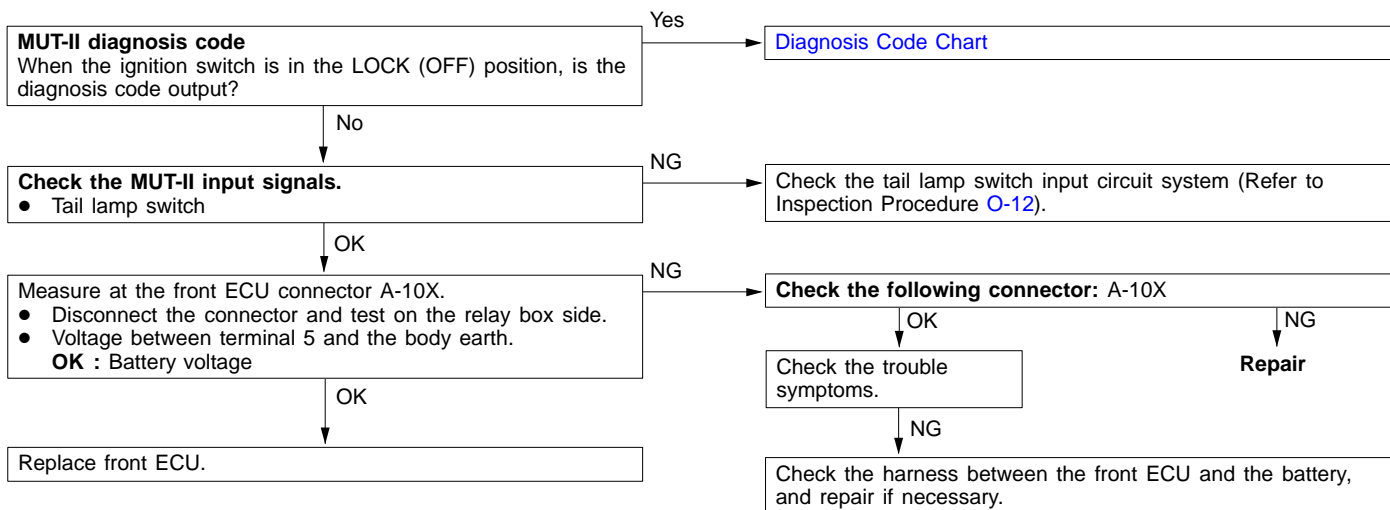 MUT-II diagnosis code
When the ignition switch is in the LOCK (OFF) position, is the
diagnosis code output?
Yes
Diagnosis Code Chart
No
Check the MUT-II input signals.
● Tail lamp switch
NG
Check the tail lamp switch input circuit system (Refer to
Inspection Procedure O-12).
OK
Measure at the front ECU connector A-10X.
● Disconnect the connector and test on the relay box side.
● Voltage between terminal 5 and the body earth.
OK : Battery voltage
NG
Check the following connector: A-10X
OK
NG
Check the trouble
symptoms.
Repair
OK
NG
Replace front ECU.
Check the harness between the front ECU and the battery,
and repair if necessary.